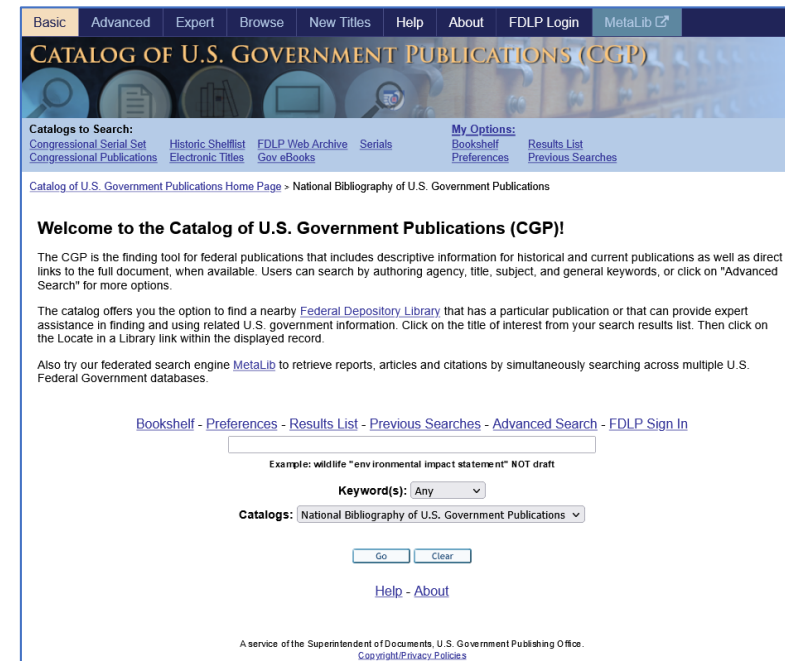 Basic Advanced Expert Browse New Titles Help About FDLP Login MetaLib
CATALOG OF U.S. GOVERNMENT PUBLICATIONS (CGP)
Catalogs to Search: My Options:
Congressional Serial Set Historic Shelflist FDLP Web Archive Serials Bookshelf Results List
Congressional Publications Electronic Titles Gov eBooks Preferences Previous Searches
Catalog of U.S. Government Publications Home Page > National Bibliography of U.S. Government Publications
Welcome to the Catalog of U.S. Government Publications (CGP)!
The CGP is the finding tool for federal publications that includes descriptive information for historical and current publications as well as direct
links to the full document, when available. Users can search by authoring agency, title, subject, and general keywords, or click on "Advanced
Search" for more options.
The catalog offers you the option to find a nearby Federal Depository Library that has a particular publication or that can provide expert
assistance in finding and using related U.S. government information. Click on the title of interest from your search results list. Then click on
the Locate in a Library link within the displayed record.
Also try our federated search engine MetaLib to retrieve reports, articles and citations by simultaneously searching across multiple U.S.
Federal Government databases.
Bookshelf - Preferences - Results List - Previous Searches - Advanced Search - FDLP Sign In
Example: wildlife "environmental impact statement" NOT draft
Keyword(s): Any
Catalogs: National Bibliography of U.S. Government Publications
Go Clear
Help - About
A service of the Superintendent of Documents, U.S. Government Publishing Office.
Copyright/Privacy Policies